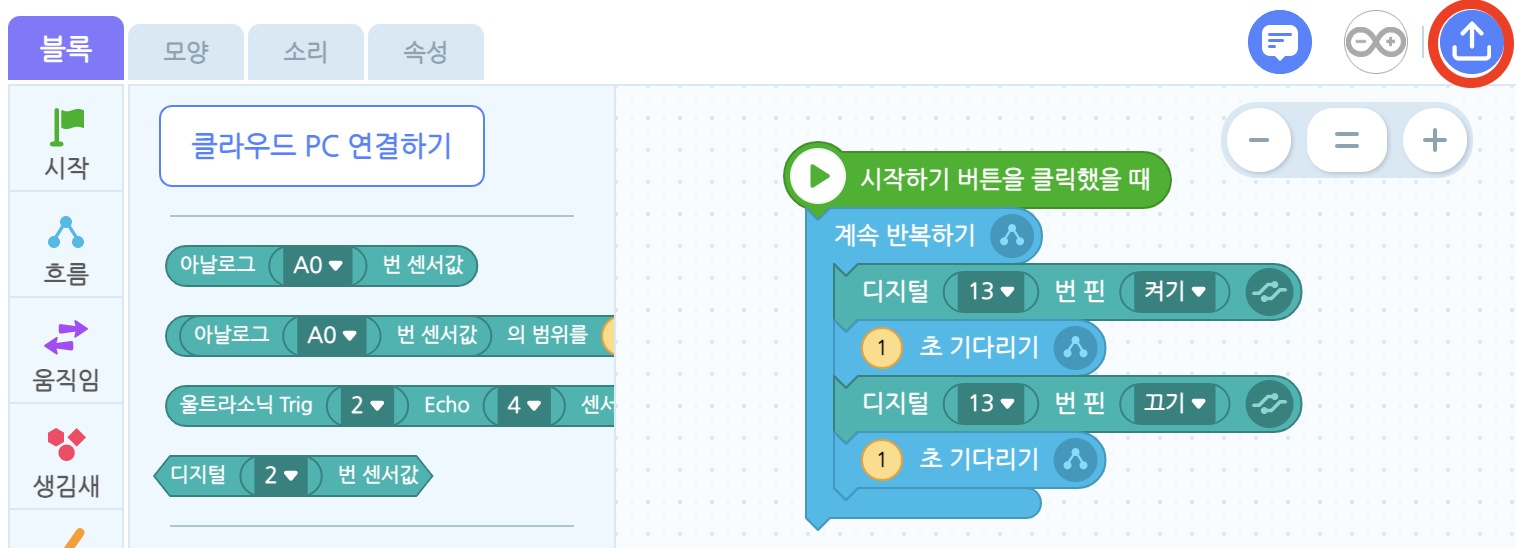 블록 모양 소리 속성
시작
흐름
움직임
생김새
클라우드 PC 연결하기
아날로그 A0 번 센서값
아날로그 A0 번 센서값 의 범위를
울트라소닉 Trig 2 Echo 4
디지털 2 번 센서값
시작하기 버튼을 클릭했을 때
계속 반복하기
디지털 13 번 핀 켜기
1 초 기다리기
디지털 13 번 핀 끄기
1 초 기다리기